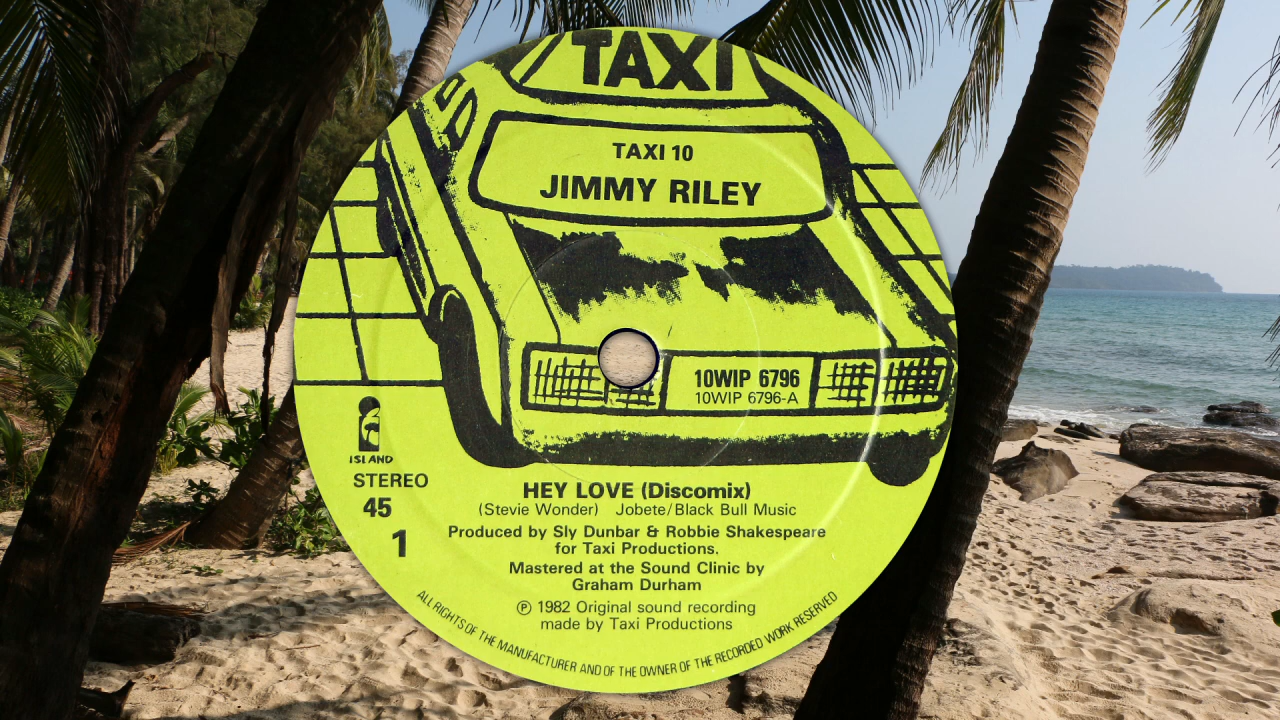 TAXI
TAXI 10
JIMMY RILEY
10WIP 6796
10WIP 6796-A
ISLAND
STEREO
45
1
HEY LOVE (Discomix)
(Stevie Wonder) Jobete/Black Bull Music
Produced by Sly Dunbar & Robbie Shakespeare
for Taxi Productions.
Mastered at the Sound Clinic by
Graham Durham
℗ 1982 Original sound recording
made by Taxi Productions
ALL RIGHTS OF THE MANUFACTURER AND OF THE OWNER OF THE RECORDED WORK RESERVED